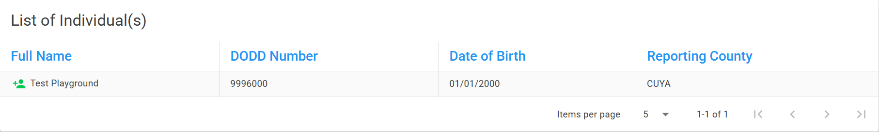 List of Individual(s)
Full Name DODD Number Date of Birth Reporting County
Test Playground 9996000 01/01/2000 CUYA
Items per page 5 1-1 of 1